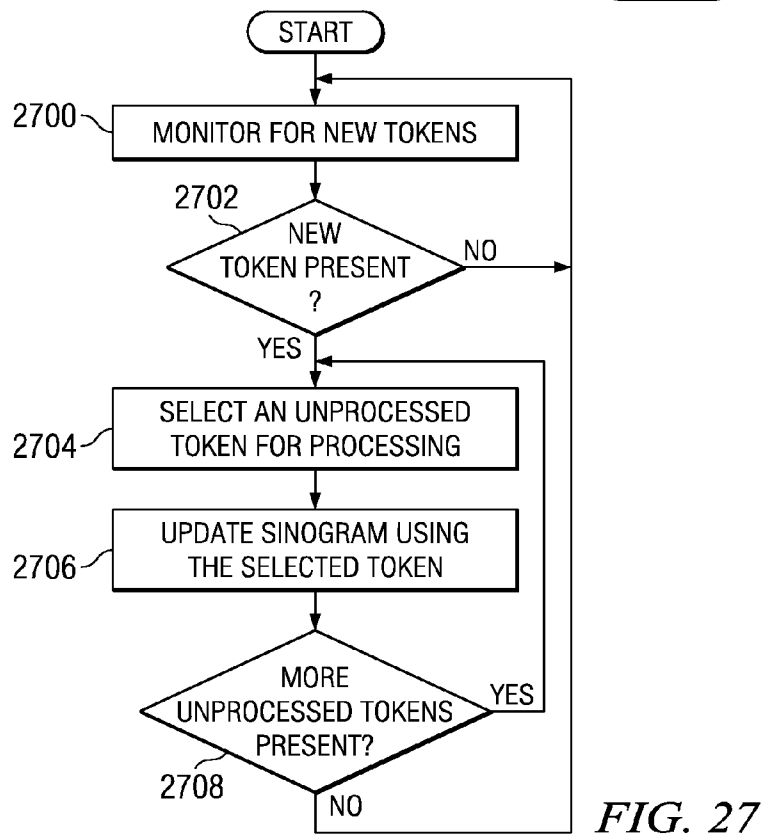 START
2700
MONITOR FOR NEW TOKENS
2702
NEW
TOKEN PRESENT
?
NO
YES
2704
SELECT AN UNPROCESSED
TOKEN FOR PROCESSING
2706
UPDATE SINOGRAM USING
THE SELECTED TOKEN
MORE
UNPROCESSED TOKENS
PRESENT?
YES
2708
NO
FIG. 27